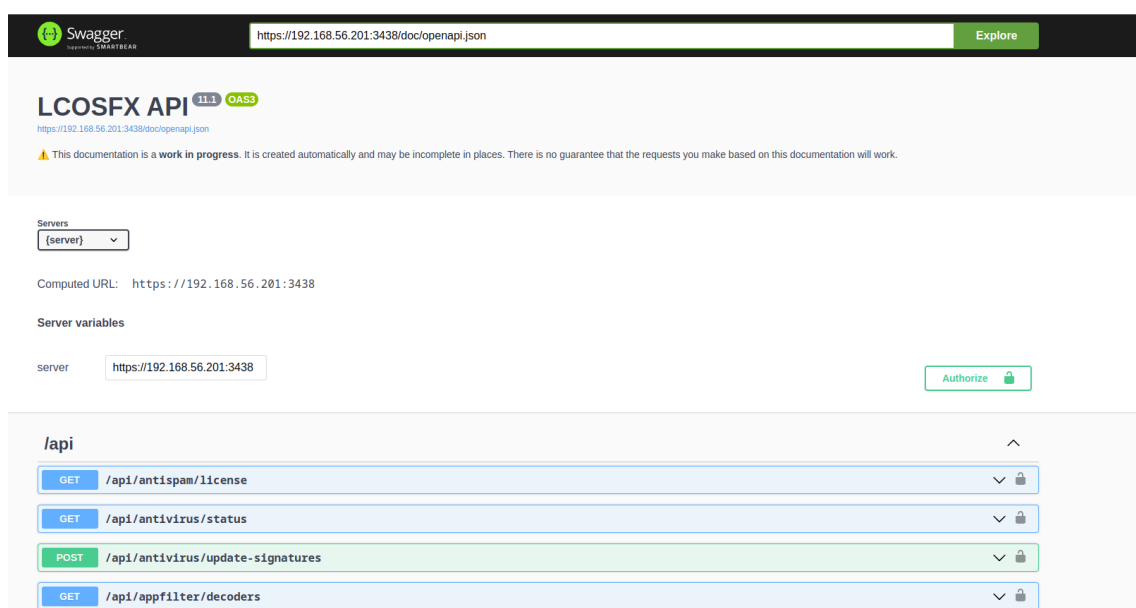 Swagger.
Supported by SMARTBEAR
https://192.168.56.201:3438/doc/openapi.json
Explore
LCOSFX API 11.1 OAS3
https://192.168.56.201:3438/doc/openapi.json
⚠ This documentation is a work in progress. It is created automatically and may be incomplete in places. There is no guarantee that the requests you make based on this documentation will work.
Servers
{server}
Computed URL: https://192.168.56.201:3438
Server variables
server https://192.168.56.201:3438
Authorize
/api
GET /api/antispam/license
GET /api/antivirus/status
POST /api/antivirus/update-signatures
GET /api/appfilter/decoders